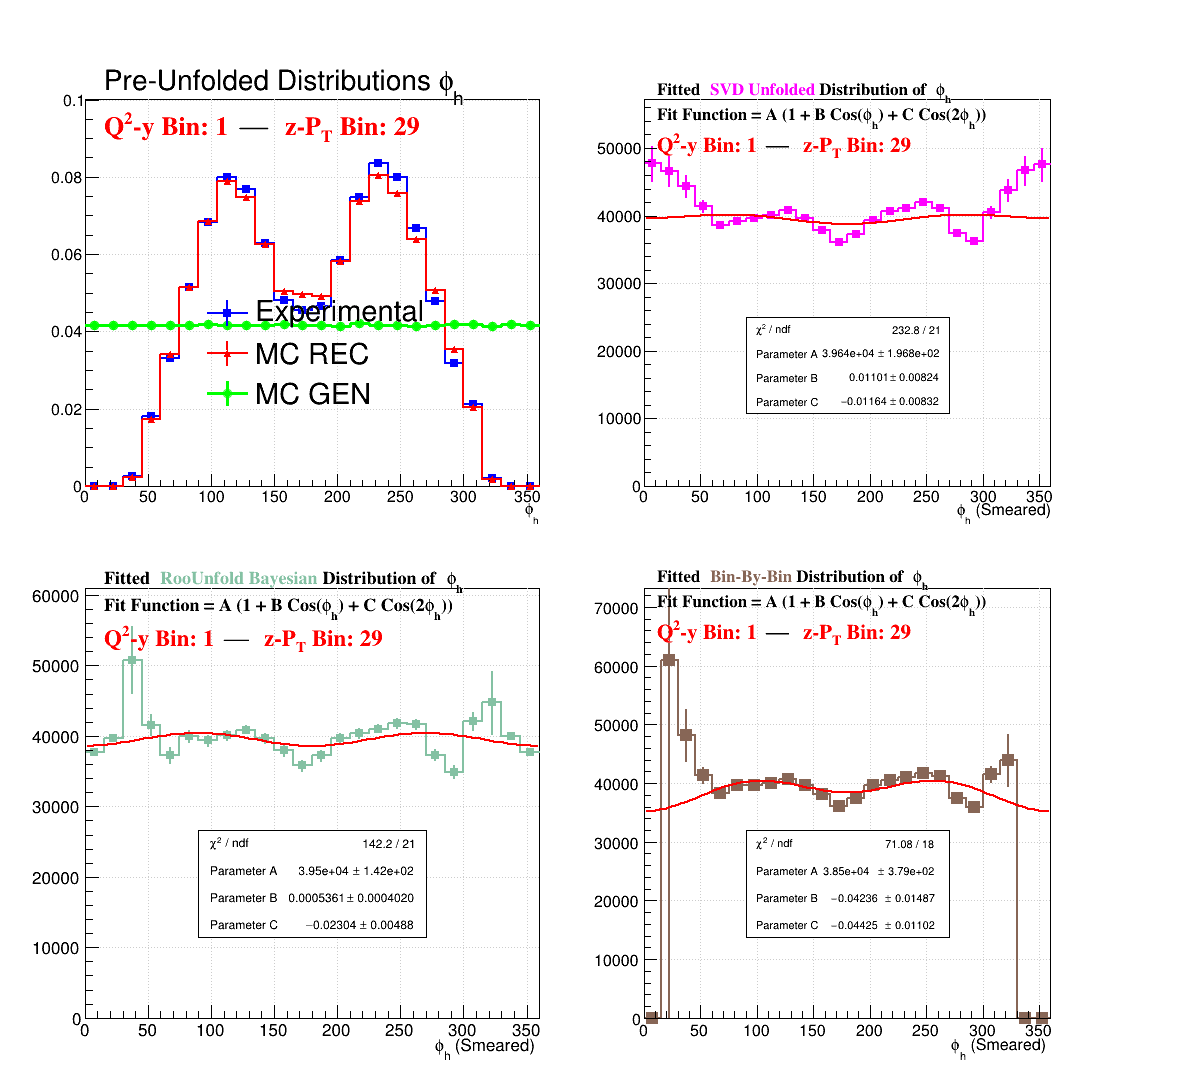 Pre-Unfolded Distributions ϕh
Q2-y Bin: 1 — z-PT Bin: 29
0.1
0.08
0.06
0.04
0.02
0
Experimental
MC REC
MC GEN
0 50 100 150 200 250 300 350
ϕh
Fitted SVD Unfolded Distribution of ϕh
Fit Function = A (1 + B Cos(ϕh) + C Cos(2ϕh))
Q2-y Bin: 1 — z-PT Bin: 29
50000
40000
30000
20000
10000
0
χ2 / ndf 232.8 / 21
Parameter A 3.964e+04 ± 1.968e+02
Parameter B 0.01101 ± 0.00824
Parameter C −0.01164 ± 0.00832
0 50 100 150 200 250 300 350
ϕh (Smeared)
Fitted RooUnfold Bayesian Distribution of ϕh
Fit Function = A (1 + B Cos(ϕh) + C Cos(2ϕh))
Q2-y Bin: 1 — z-PT Bin: 29
60000
50000
40000
30000
20000
10000
0
χ2 / ndf 142.2 / 21
Parameter A 3.95e+04 ± 1.42e+02
Parameter B 0.0005361 ± 0.0004020
Parameter C −0.02304 ± 0.00488
0 50 100 150 200 250 300 350
ϕh (Smeared)
Fitted Bin-By-Bin Distribution of ϕh
Fit Function = A (1 + B Cos(ϕh) + C Cos(2ϕh))
Q2-y Bin: 1 — z-PT Bin: 29
70000
60000
50000
40000
30000
20000
10000
0
χ2 / ndf 71.08 / 18
Parameter A 3.85e+04 ± 3.79e+02
Parameter B −0.04236 ± 0.01487
Parameter C −0.04425 ± 0.01102
0 50 100 150 200 250 300 350
ϕh (Smeared)